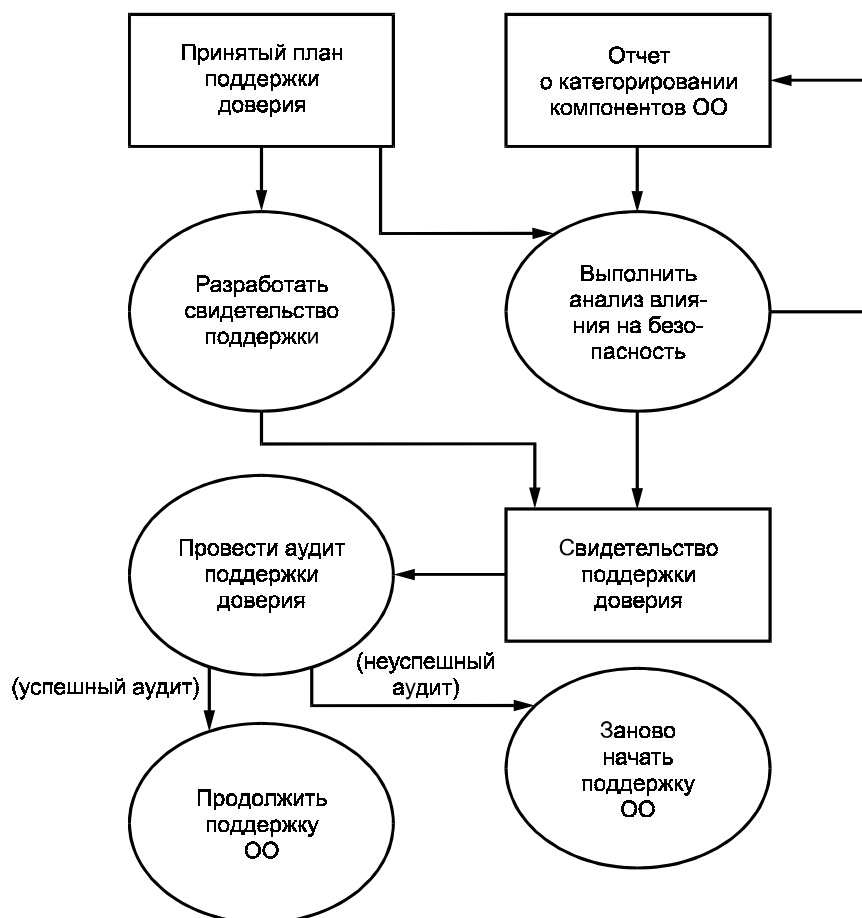 Принятый план
поддержки
доверия
Отчет
о категорировании
компонентов ОО
Разработать
свидетельство
поддержки
Выполнить
анализ влия-
ния на безо-
пасность
Провести аудит
поддержки
доверия
Свидетельство
поддержки
доверия
(успешный аудит)
(неуспешный
аудит)
Продолжить
поддержку
ОО
Заново
начать
поддержку
ОО